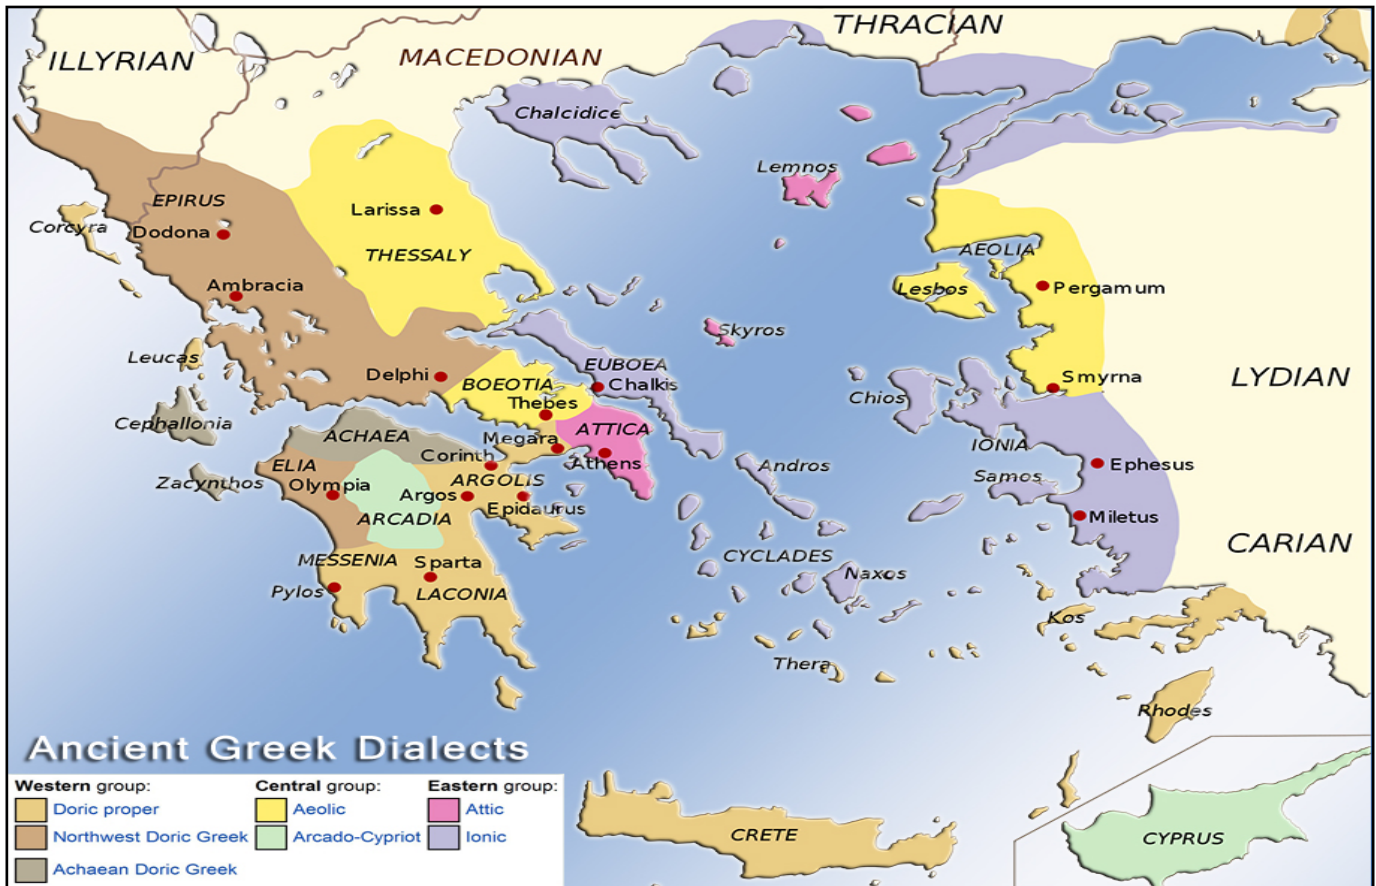 THRACIAN
ILLYRIAN
MACEDONIAN
Chalcidice
Lemnos
EPIRUS
Corcyra
Dodona
Larissa
THESSALY
AEOLIA
Ambracia
Lesbos
Pergamum
Skyros
Leucas
Delphi
EUBOEA
BOEOTIA
Chalkis
Smyrna
LYDIAN
Chios
Thebes
Cephallonia
ATTICA
ACHAEA
Megara
IONIA
Corinth
Athens
ELIA
Andros
Ephesus
Zacynthos
Olympia
ARGOLIS
Samos
Argos
Epidaurus
ARCADIA
Miletus
CARIAN
MESSENIA
Sparta
CYCLADES
Naxos
Pylos
LACONIA
Kos
Thera
Rhodes
Ancient Greek Dialects
Western group:
Doric proper
Northwest Doric Greek
Achaean Doric Greek
Central group:
Aeolic
Arcado-Cypriot
Eastern group:
Attic
Ionic
CRETE
CYPRUS